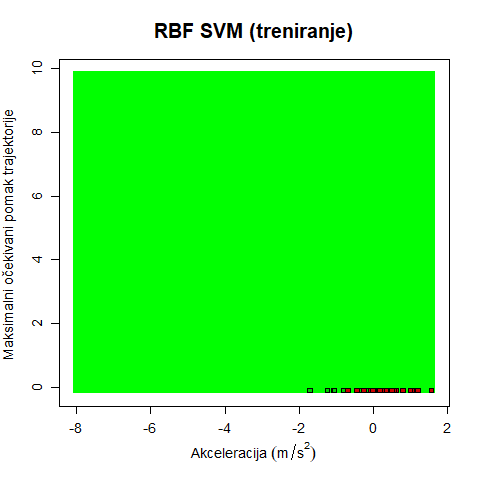 RBF SVM (treniranje)
Maksimalni očekivani pomak trajektorije
10
8
6
4
2
0
-8 -6 -4 -2 0 2
Akceleracija (m/s²)